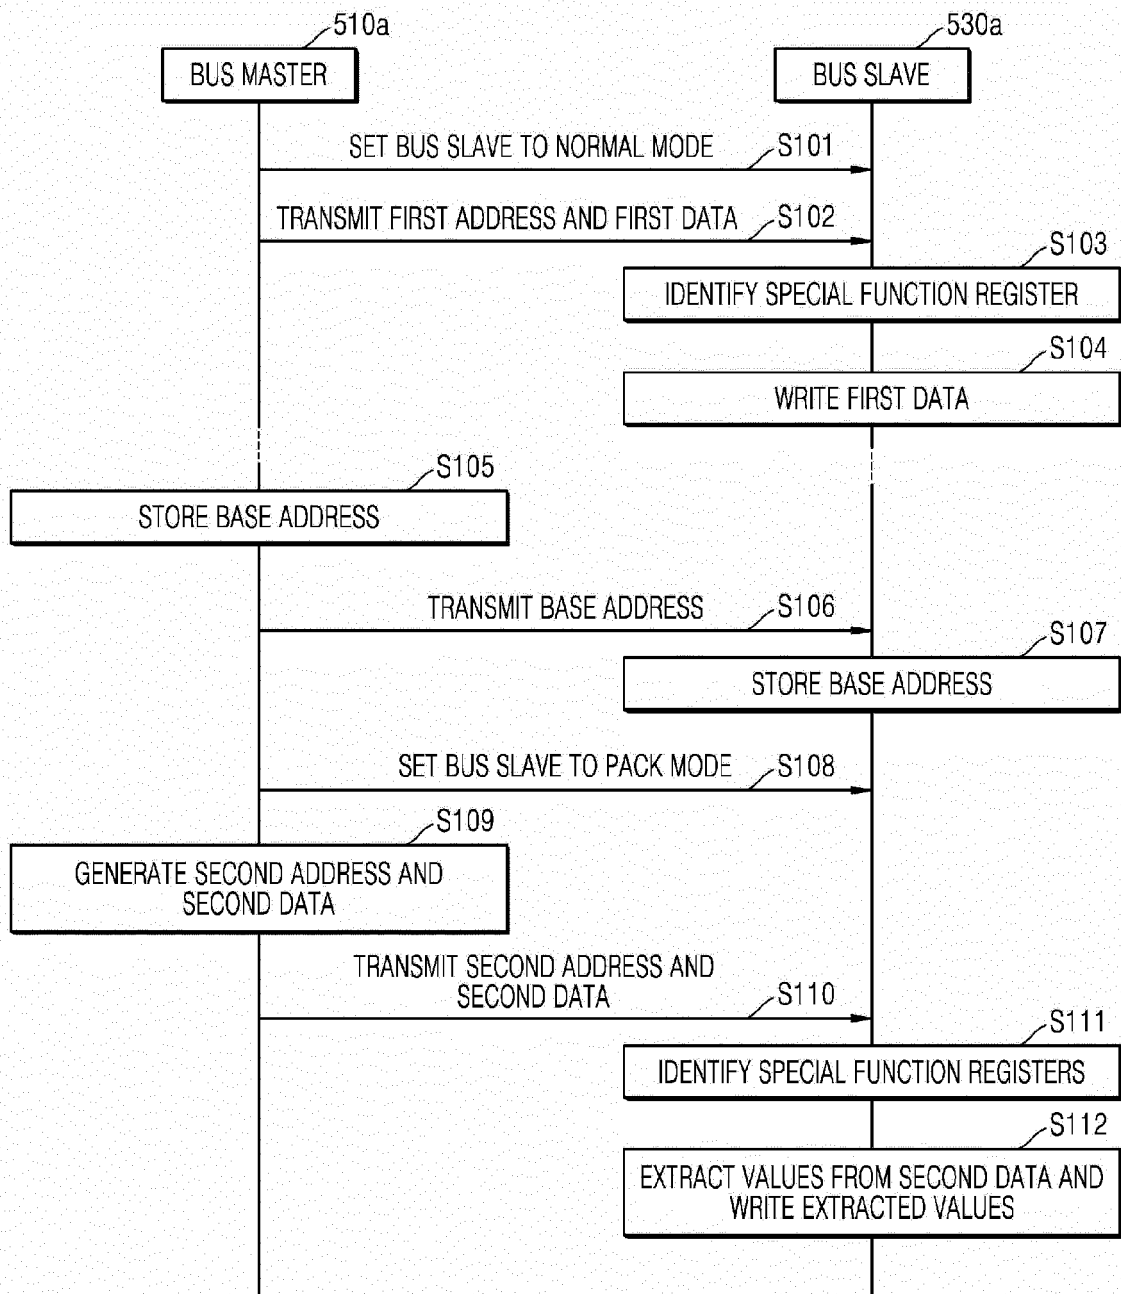 510a
530a
BUS MASTER
BUS SLAVE
SET BUS SLAVE TO NORMAL MODE
S101
TRANSMIT FIRST ADDRESS AND FIRST DATA
S102
S103
IDENTIFY SPECIAL FUNCTION REGISTER
S104
WRITE FIRST DATA
S105
STORE BASE ADDRESS
TRANSMIT BASE ADDRESS
S106
S107
STORE BASE ADDRESS
SET BUS SLAVE TO PACK MODE
S108
S109
GENERATE SECOND ADDRESS AND
SECOND DATA
TRANSMIT SECOND ADDRESS AND
SECOND DATA
S110
S111
IDENTIFY SPECIAL FUNCTION REGISTERS
S112
EXTRACT VALUES FROM SECOND DATA AND
WRITE EXTRACTED VALUES